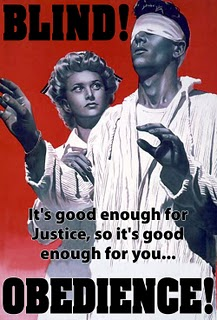 BLIND!
It's good enough for
Justice, so it's good
enough for you...
OBEDIENCE!